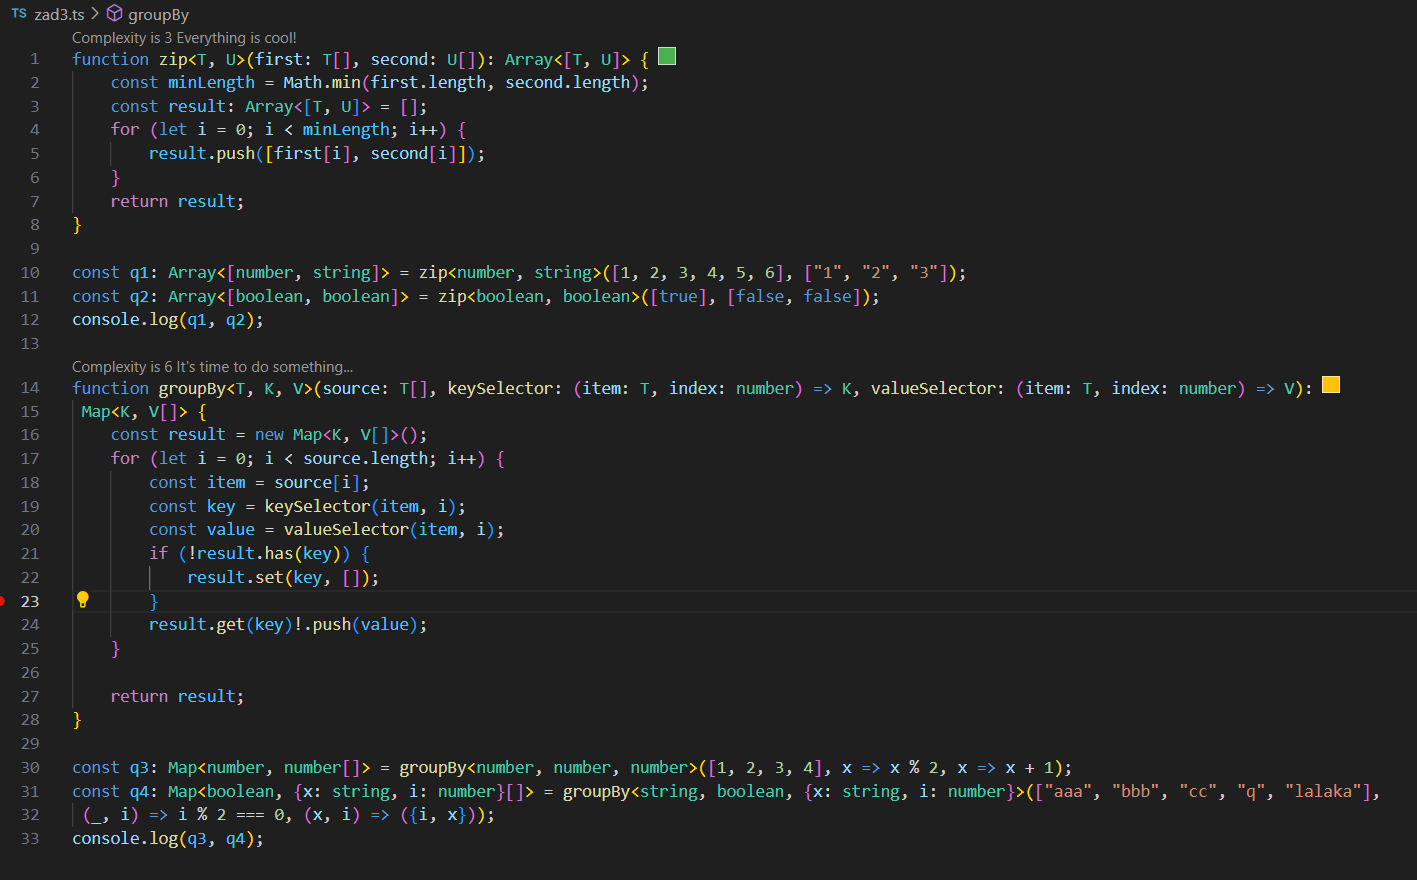 TS zad3.ts > groupBy
Complexity is 3 Everything is cool!
1 function zip<T, U>(first: T[], second: U[]): Array<[T, U]> {
2     const minLength = Math.min(first.length, second.length);
3     const result: Array<[T, U]> = [];
4     for (let i = 0; i < minLength; i++) {
5         result.push([first[i], second[i]]);
6     }
7     return result;
8 }
9
10 const q1: Array<[number, string]> = zip<number, string>([1, 2, 3, 4, 5, 6], ["1", "2", "3"]);
11 const q2: Array<[boolean, boolean]> = zip<boolean, boolean>([true], [false, false]);
12 console.log(q1, q2);
13
Complexity is 6 It's time to do something...
14 function groupBy<T, K, V>(source: T[], keySelector: (item: T, index: number) => K, valueSelector: (item: T, index: number) => V):
15  Map<K, V[]> {
16     const result = new Map<K, V[]>();
17     for (let i = 0; i < source.length; i++) {
18         const item = source[i];
19         const key = keySelector(item, i);
20         const value = valueSelector(item, i);
21         if (!result.has(key)) {
22             result.set(key, []);
23         }
24         result.get(key)!.push(value);
25     }
26
27     return result;
28 }
29
30 const q3: Map<number, number[]> = groupBy<number, number, number>([1, 2, 3, 4], x => x % 2, x => x + 1);
31 const q4: Map<boolean, {x: string, i: number}[]> = groupBy<string, boolean, {x: string, i: number}>(["aaa", "bbb", "cc", "q", "lalaka"],
32  (_, i) => i % 2 === 0, (x, i) => ({i, x}));
33 console.log(q3, q4);